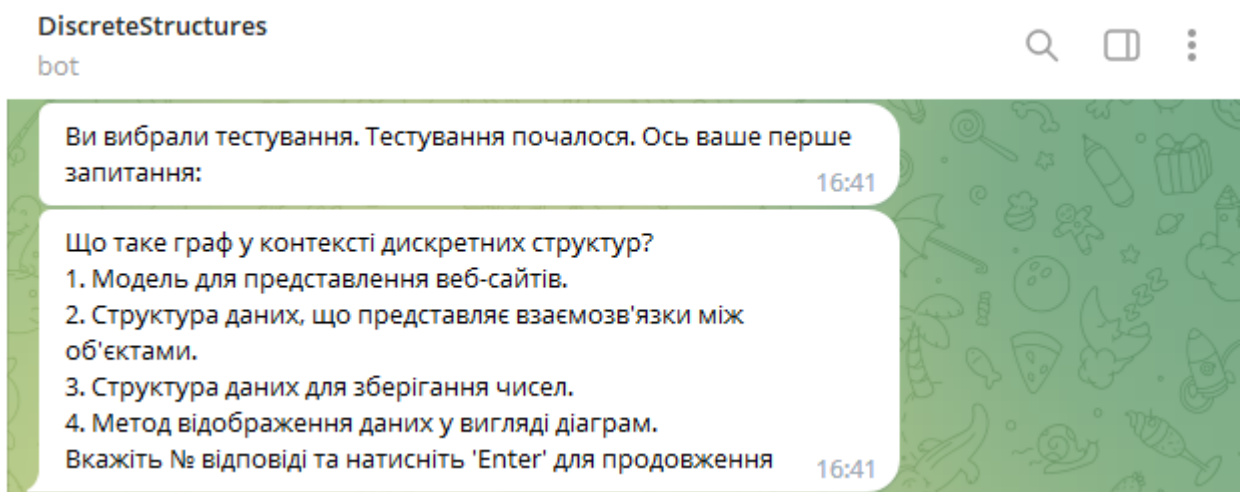 DiscreteStructures
bot
Ви вибрали тестування. Тестування почалося. Ось ваше перше
запитання:
16:41
Що таке граф у контексті дискретних структур?
1. Модель для представлення веб-сайтів.
2. Структура даних, що представляє взаємозв'язки між
об'єктами.
3. Структура даних для зберігання чисел.
4. Метод відображення даних у вигляді діаграм.
Вкажіть № відповіді та натисніть 'Enter' для продовження
16:41